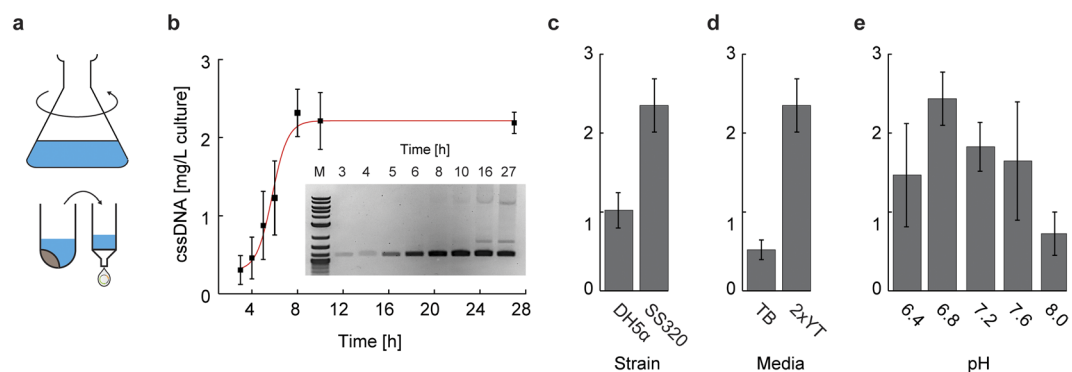 a
b
c
d
e
cssDNA [mg/L culture]
3
2
1
0
4 8 12 16 20 24 28
Time [h]
Time [h]
M 3 4 5 6 8 10 16 27
3
2
1
0
DH5α SS320
Strain
3
2
1
0
TB 2xYT
Media
3
2
1
0
6.4 6.8 7.2 7.6 8.0
pH